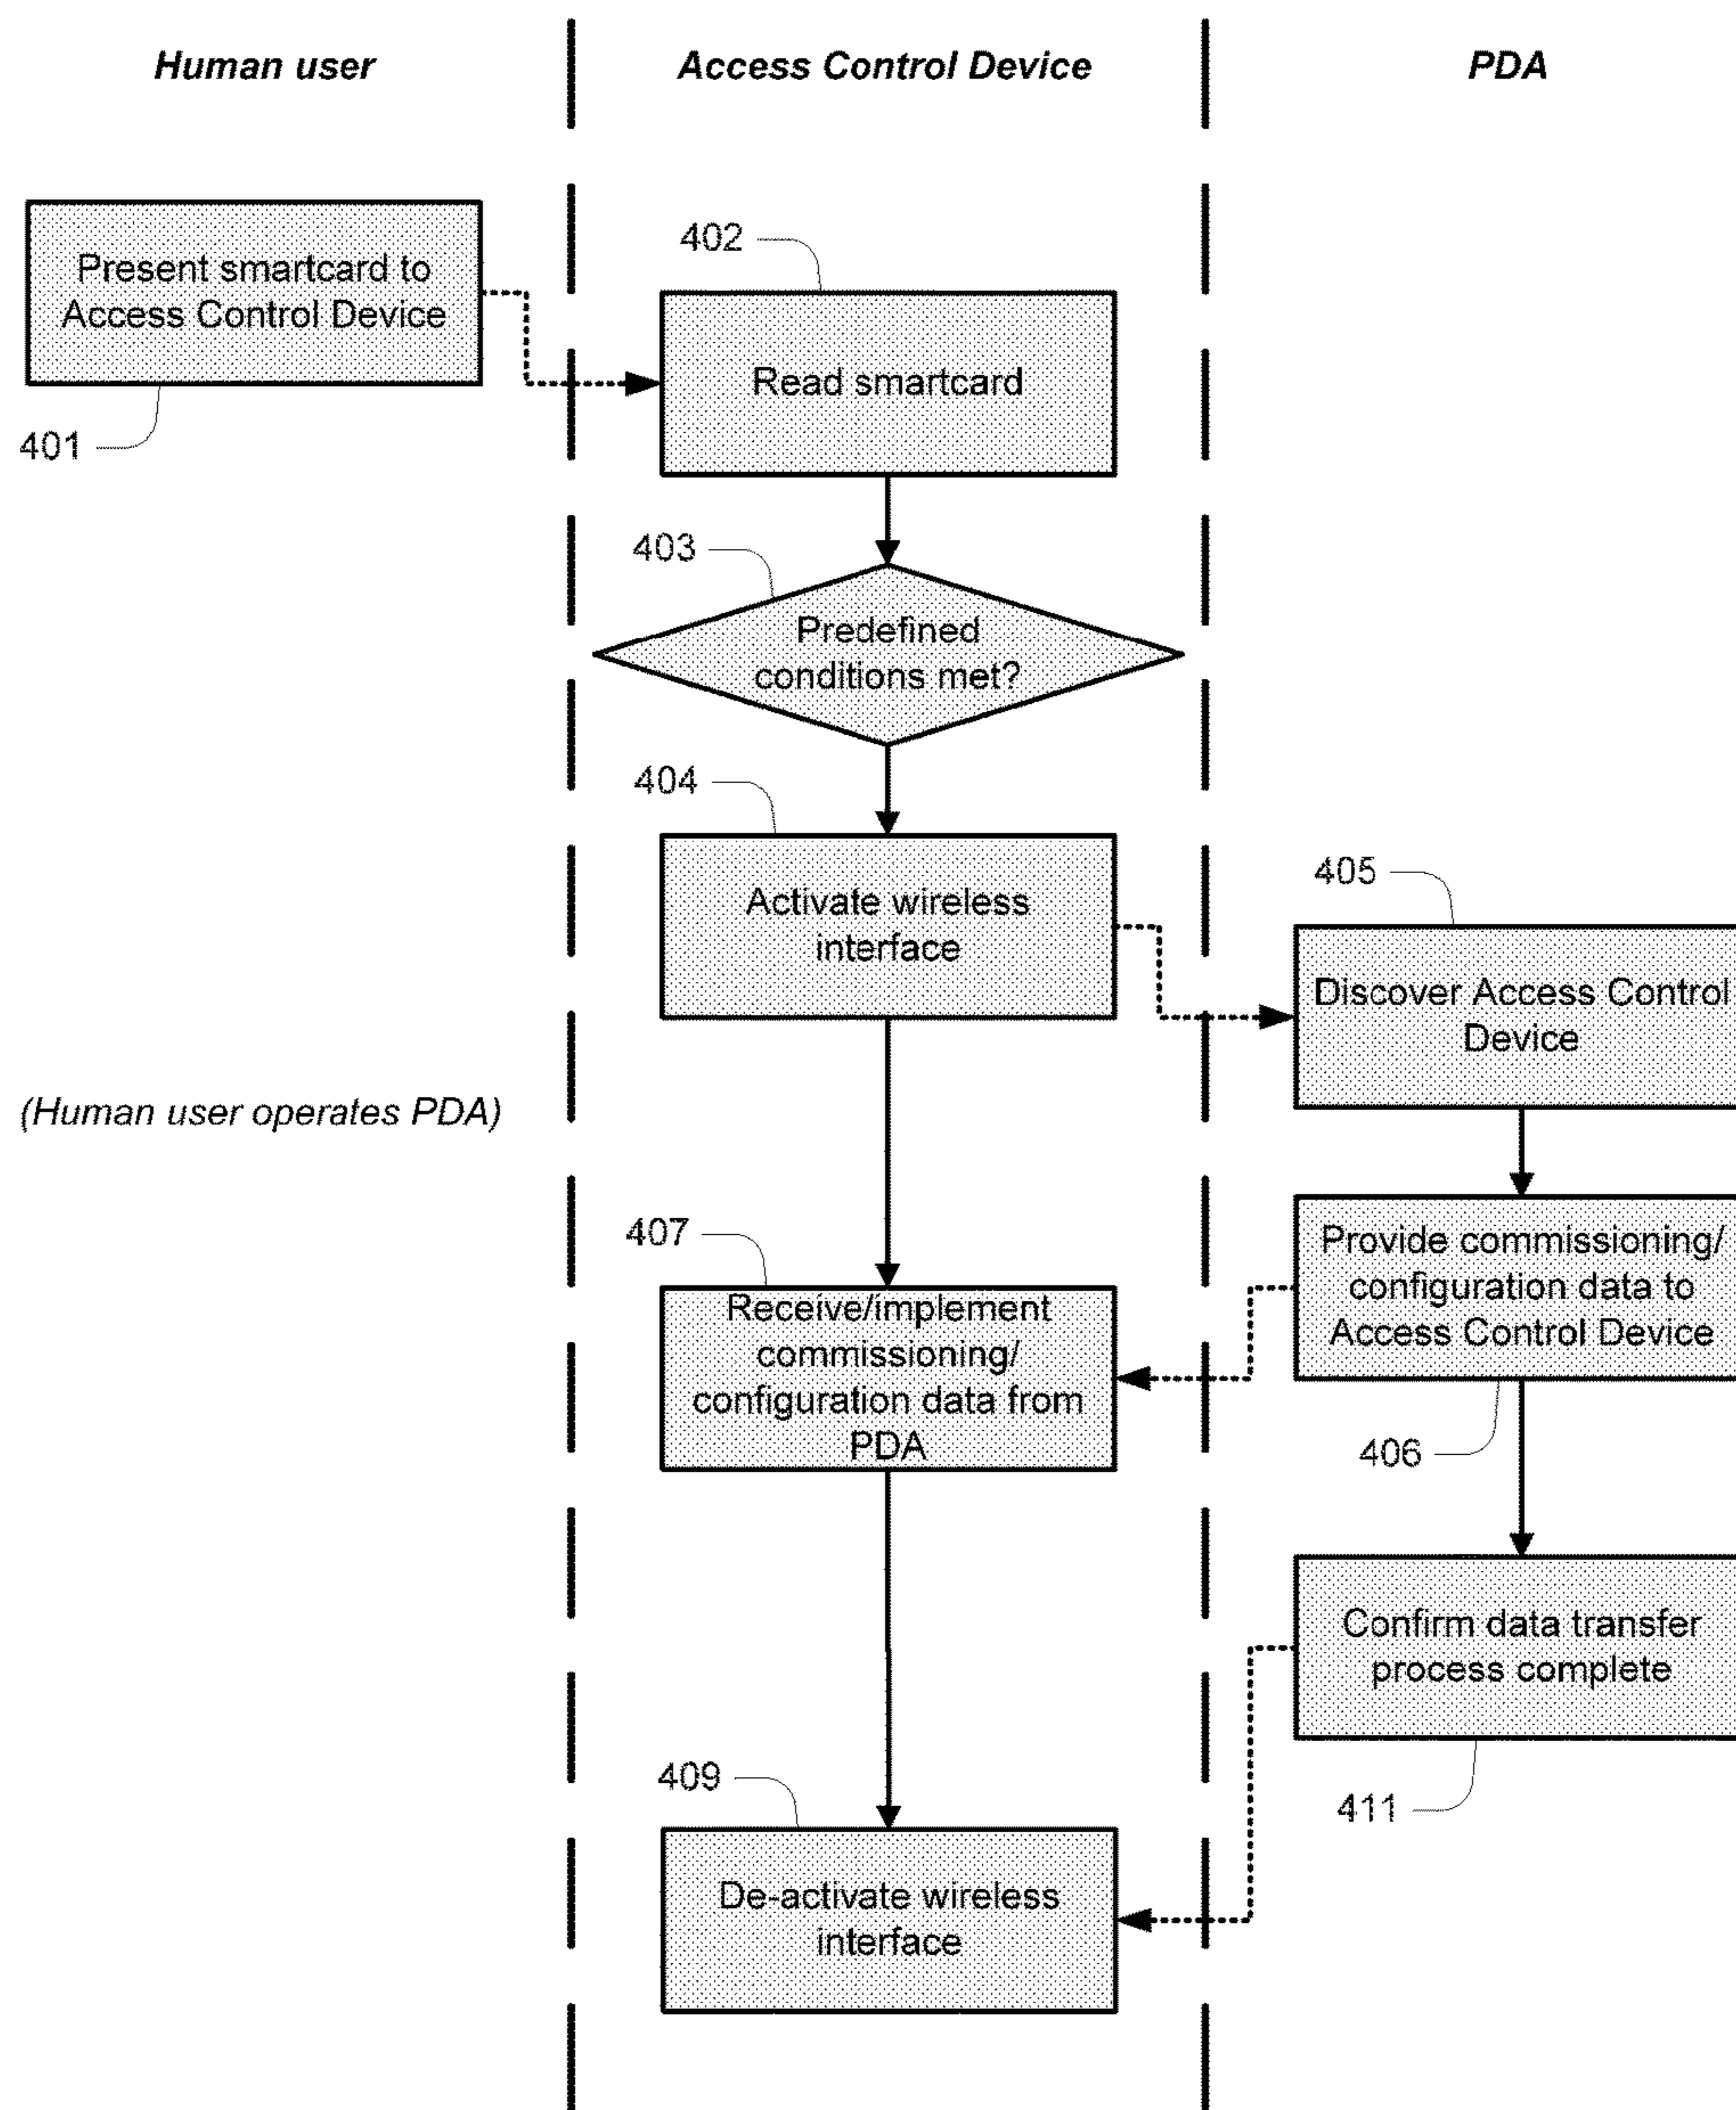 Human user
Access Control Device
PDA
Present smartcard to
Access Control Device
401
402
Read smartcard
403
Predefined
conditions met?
404
Activate wireless
interface
405
Discover Access Control
Device
(Human user operates PDA)
Provide commissioning/
configuration data to
Access Control Device
406
407
Receive/implement
commissioning/
configuration data from
PDA
Confirm data transfer
process complete
411
409
De-activate wireless
interface